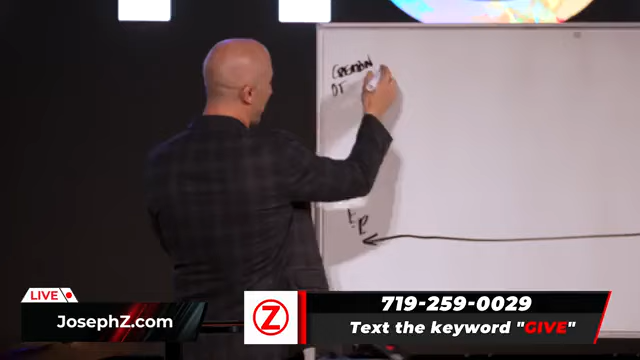 CREATION
OT
E.P.
LIVE
JosephZ.com
Z
719-259-0029
Text the keyword "GIVE"